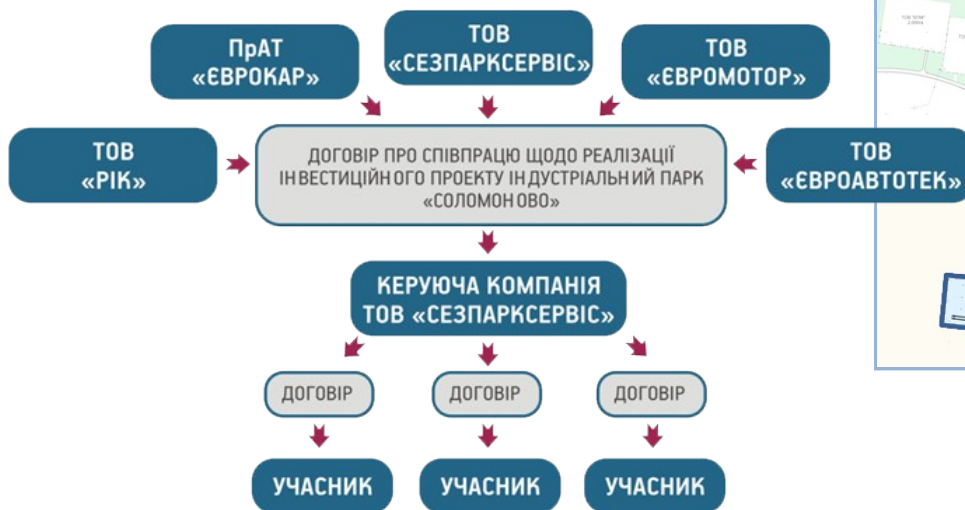 ПрАТ
«ЄВРОКАР»
ТОВ
«СЕЗПАРКСЕРВІС»
ТОВ
«ЄВРОМОТОР»
ТОВ
«РІК»
ДОГОВІР ПРО СПІВПРАЦЮ ЩОДО РЕАЛІЗАЦІЇ
ІНВЕСТИЦІЙНОГО ПРОЕКТУ ІНДУСТРІАЛЬНИЙ ПАРК
«СОЛОМОНОВО»
ТОВ
«ЄВРОАВТОТЕК»
КЕРУЮЧА КОМПАНІЯ
ТОВ «СЕЗПАРКСЕРВІС»
ДОГОВІР
ДОГОВІР
ДОГОВІР
УЧАСНИК
УЧАСНИК
УЧАСНИК